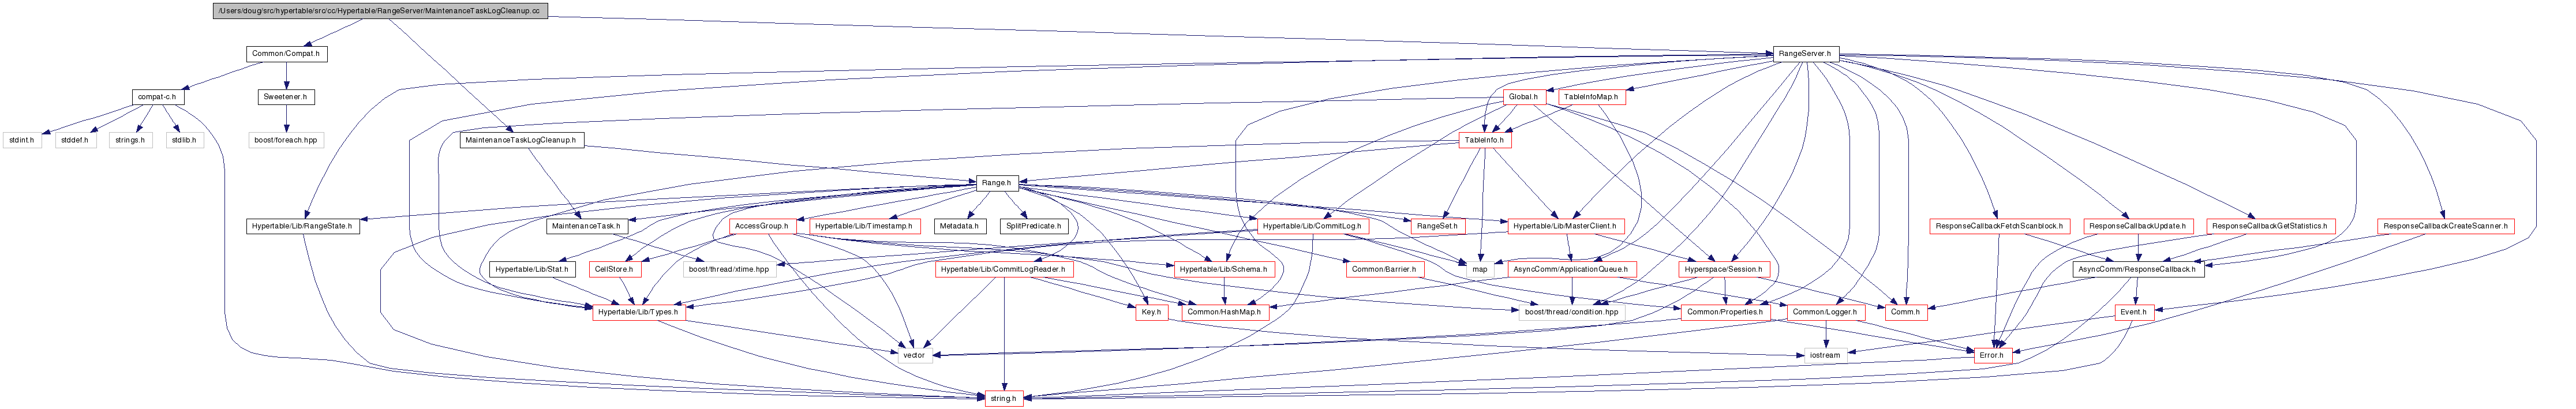 /Users/doug/src/hypertable/src/cc/Hypertable/RangeServer/MaintenanceTaskLogCleanup.cc
Common/Compat.h
RangeServer.h
compat-c.h
Sweetener.h
Global.h
TableInfoMap.h
stdint.h
stddef.h
strings.h
stdlib.h
boost/foreach.hpp
MaintenanceTaskLogCleanup.h
TableInfo.h
Range.h
Hypertable/Lib/RangeState.h
MaintenanceTask.h
AccessGroup.h
Hypertable/Lib/Timestamp.h
Metadata.h
SplitPredicate.h
Hypertable/Lib/CommitLog.h
RangeSet.h
Hypertable/Lib/MasterClient.h
ResponseCallbackFetchScanblock.h
ResponseCallbackUpdate.h
ResponseCallbackGetStatistics.h
ResponseCallbackCreateScanner.h
Hypertable/Lib/Stat.h
CellStore.h
boost/thread/xtime.hpp
Hypertable/Lib/CommitLogReader.h
Hypertable/Lib/Schema.h
Common/Barrier.h
map
AsyncComm/ApplicationQueue.h
Hyperspace/Session.h
AsyncComm/ResponseCallback.h
Hypertable/Lib/Types.h
Key.h
Common/HashMap.h
boost/thread/condition.hpp
Common/Properties.h
Common/Logger.h
Comm.h
Event.h
vector
iostream
Error.h
string.h